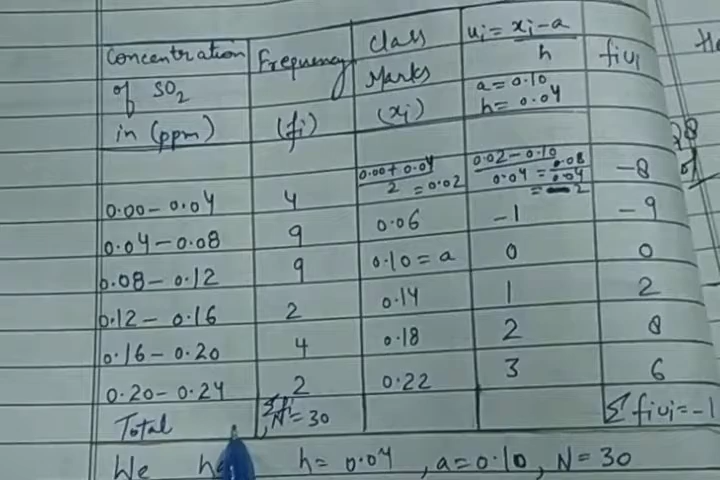 Concentration of SO2 in (ppm) | Frequency (fi) | Class Marks (xi) | ui = xi - a / h a = 0.10 h = 0.04 | fiui
0.00 - 0.04 | 4 | 0.00 + 0.04 / 2 = 0.02 | 0.02 - 0.10 / 0.04 = 0.08 / 0.04 = -2 | -8
0.04 - 0.08 | 9 | 0.06 | -1 | -9
0.08 - 0.12 | 9 | 0.10 = a | 0 | 0
0.12 - 0.16 | 2 | 0.14 | 1 | 2
0.16 - 0.20 | 4 | 0.18 | 2 | 8
0.20 - 0.24 | 2 | 0.22 | 3 | 6
Total | Σfi, N = 30 | Σfiui = -1
We h = 0.04, a = 0.10, N = 30